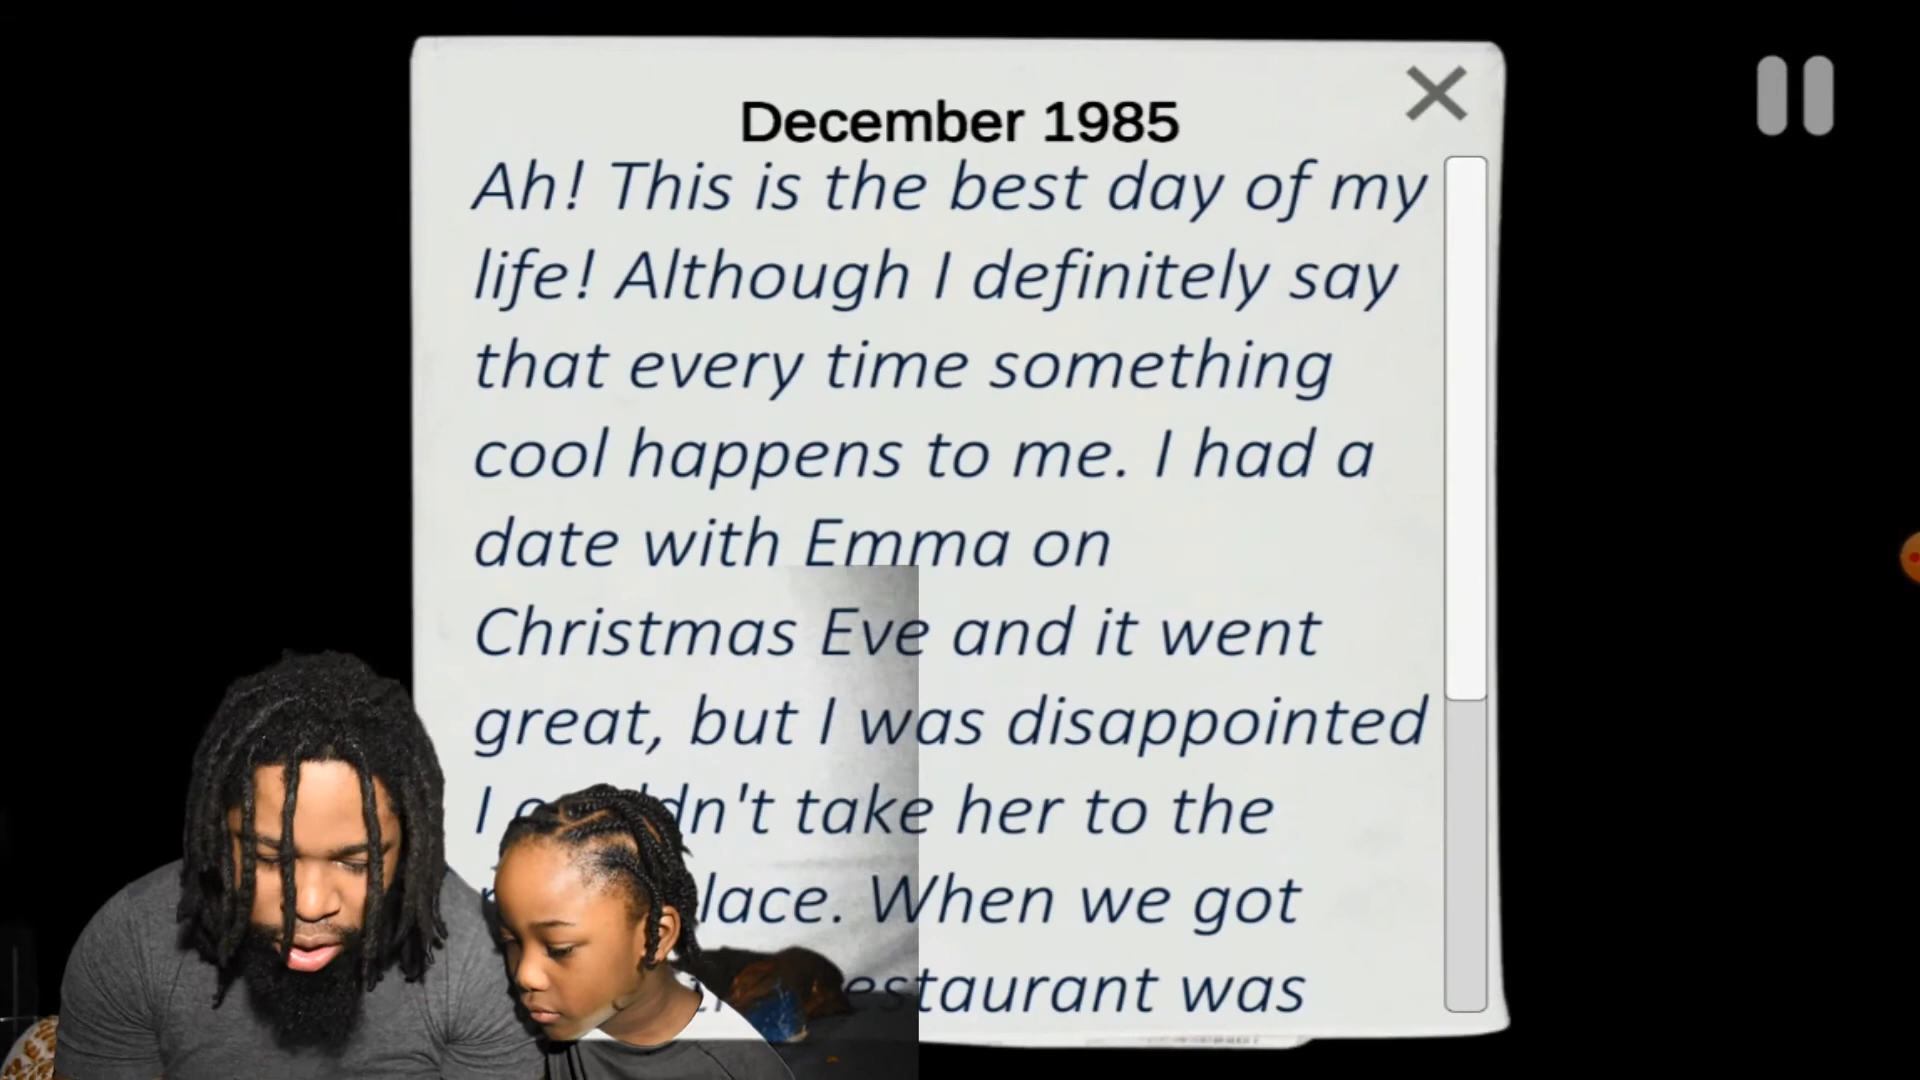 December 1985
Ah! This is the best day of my
life! Although I definitely say
that every time something
cool happens to me. I had a
date with Emma on
Christmas Eve and it went
great, but I was disappointed
I take her to the
When we got
restaurant was